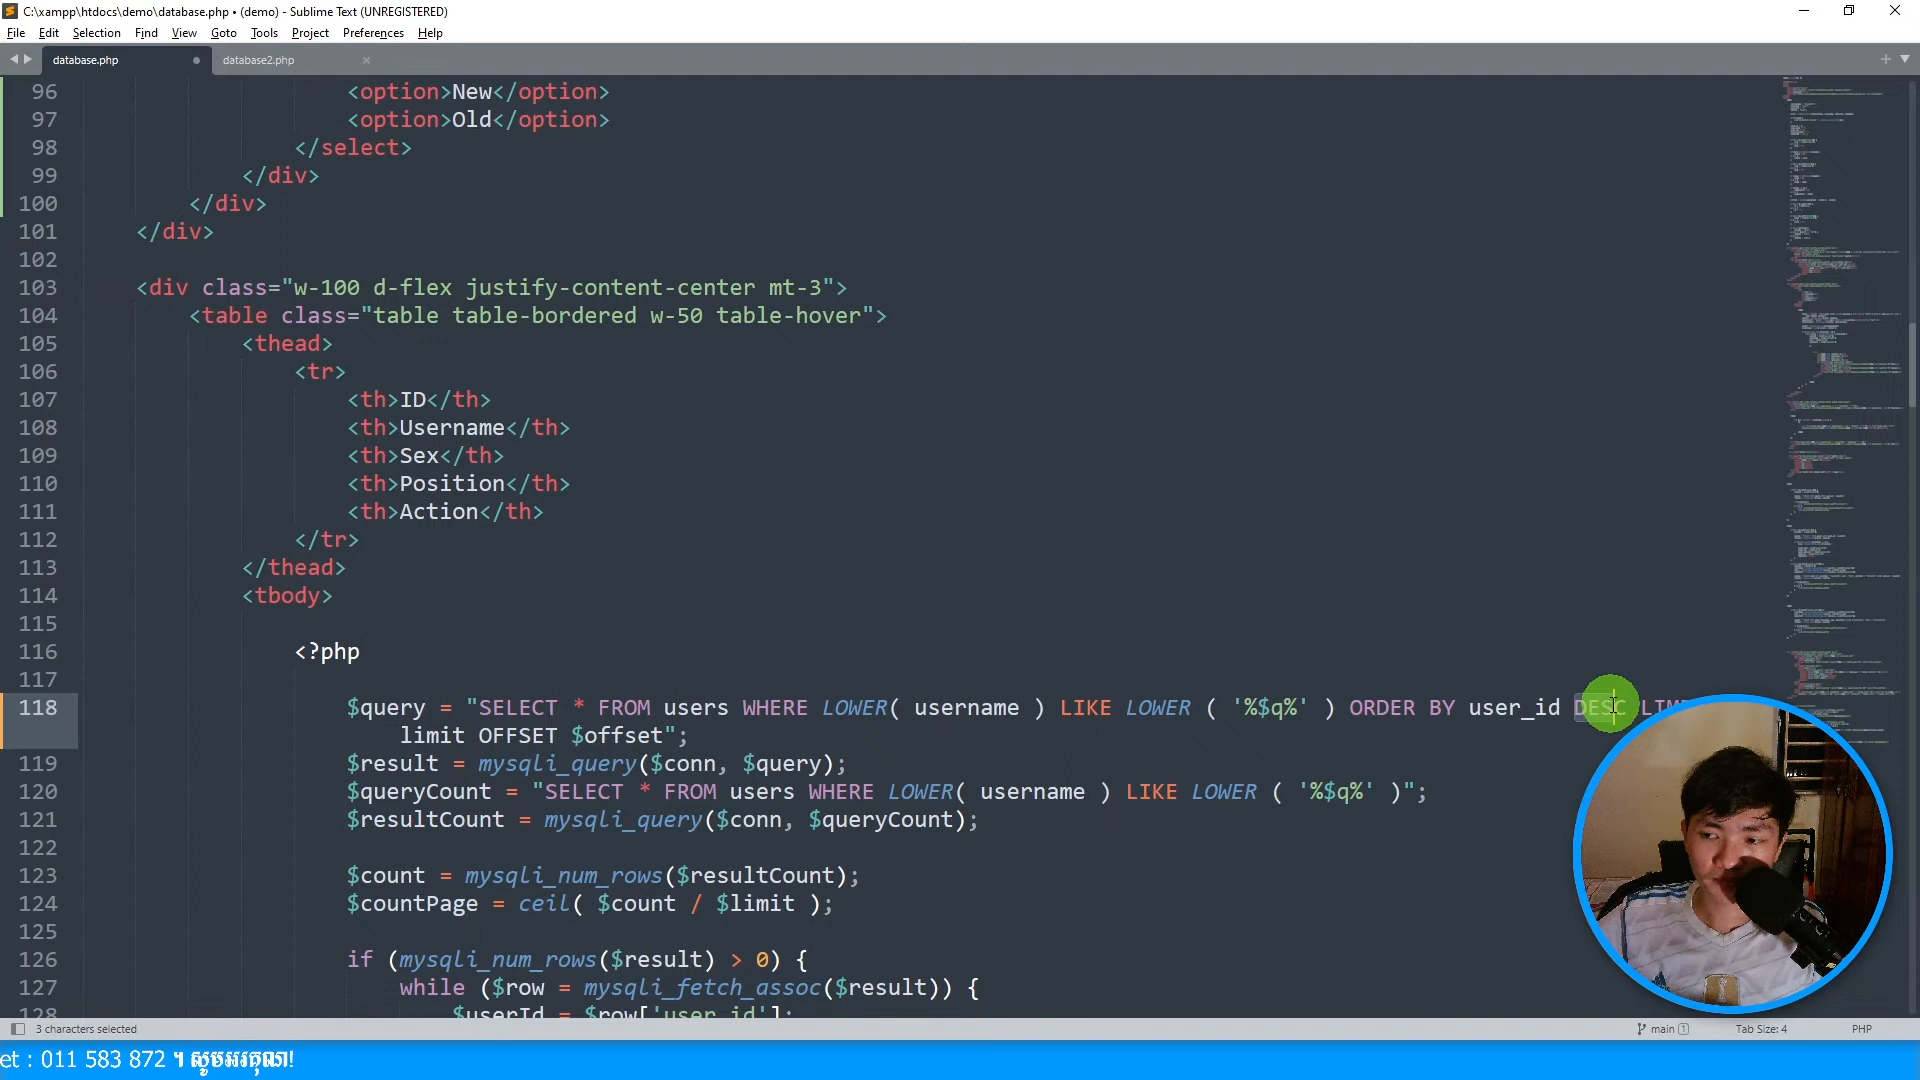 C:\xampp\htdocs\demo\database.php • (demo) - Sublime Text (UNREGISTERED)
File Edit Selection Find View Goto Tools Project Preferences Help
database.php database2.php
96 <option>New</option>
97 <option>Old</option>
98 </select>
99 </div>
100 </div>
101 </div>
102
103 <div class="w-100 d-flex justify-content-center mt-3">
104 <table class="table table-bordered w-50 table-hover">
105 <thead>
106 <tr>
107 <th>ID</th>
108 <th>Username</th>
109 <th>Sex</th>
110 <th>Position</th>
111 <th>Action</th>
112 </tr>
113 </thead>
114 <tbody>
115
116 <?php
117
118 $query = "SELECT * FROM users WHERE LOWER( username ) LIKE LOWER ( '%$q%' ) ORDER BY user_id DESC
limit OFFSET $offset";
119 $result = mysqli_query($conn, $query);
120 $queryCount = "SELECT * FROM users WHERE LOWER( username ) LIKE LOWER ( '%$q%' )";
121 $resultCount = mysqli_query($conn, $queryCount);
122
123 $count = mysqli_num_rows($resultCount);
124 $countPage = ceil( $count / $limit );
125
126 if (mysqli_num_rows($result) > 0) {
127 while ($row = mysqli_fetch_assoc($result)) {
128 $userId = $row['user_id'];
3 characters selected main 1 Tab Size: 4 PHP
et : 011 583 872 ។ សូមអរគុណ!